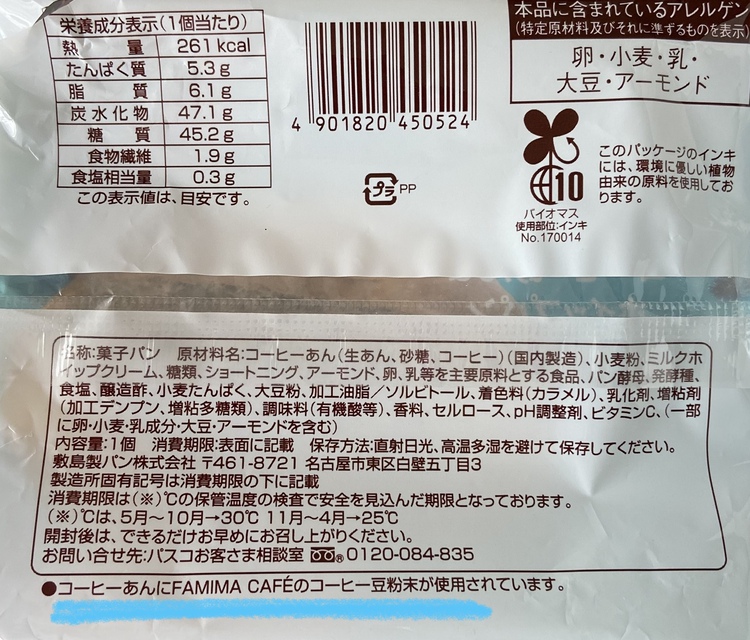 栄養成分表示(1個当たり)
熱量 261kcal
たんぱく質 5.3g
脂質 6.1g
炭水化物 47.1g
糖質 45.2g
食物繊維 1.9g
食塩相当量 0.3g
この表示値は、目安です。
4 901820 450524
プラ PP
本品に含まれているアレルゲン
(特定原材料及びそれに準ずるものを表示)
卵・小麦・乳・
大豆・アーモンド
10
バイオマス
使用部位:インキ
No.170014
このパッケージのインキ
には、環境に優しい植物
由来の原料を使用してお
ります。
名称:菓子パン 原材料名:コーヒーあん(生あん、砂糖、コーヒー)(国内製造)、小麦粉、ミルクホ
イップクリーム、糖類、ショートニング、アーモンド、卵、乳等を主要原料とする食品、パン酵母、発酵種、
食塩、醸造酢、小麦たんぱく、大豆粉、加工油脂/ソルビトール、着色料(カラメル)、乳化剤、増粘剤
(加工デンプン、増粘多糖類)、調味料(有機酸等)、香料、セルロース、pH調整剤、ビタミンC、(一部
に卵・小麦・乳成分・大豆・アーモンドを含む)
内容量:1個 消費期限:表面に記載 保存方法:直射日光、高温多湿を避けて保存してください。
敷島製パン株式会社 〒461-8721 名古屋市東区白壁五丁目3
製造所固有記号は消費期限の下に記載
消費期限は(※)℃の保管温度の検査で安全を見込んだ期限となっております。
(※)℃は、5月～10月→30℃ 11月～4月→25℃
開封後は、できるだけお早めにお召し上がりください。
お問い合せ先:パスコお客さま相談室 0120-084-835
●コーヒーあんにFAMIMA CAFÉのコーヒー豆粉末が使用されています。